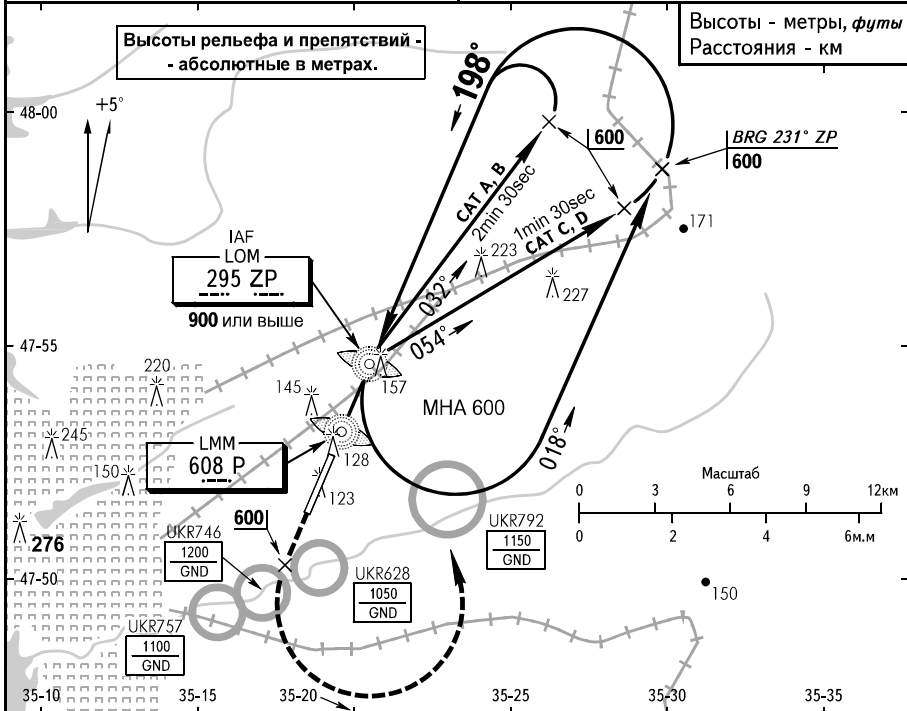 Высоты рельефа и препятствий -
- абсолютные в метрах.
Высоты - метры, футы
Расстояния - км
48-00
+5°
198°
600
BRG 231° ZP
600
CAT A, B
2min 30sec
1min 30sec
CAT C, D
171
IAF
LOM
295 ZP
900 или выше
223
227
032°
054°
47-55
157
220
145
MHA 600
245
LMM
608 P
150
128
123
018°
Масштаб
0 3 6 9 12км
0 2 4 6м.м
276
600
UKR746
1200
GND
UKR792
1150
GND
47-50
UKR628
1050
GND
150
UKR757
1100
GND
35-10
35-15
35-20
35-25
35-30
35-35